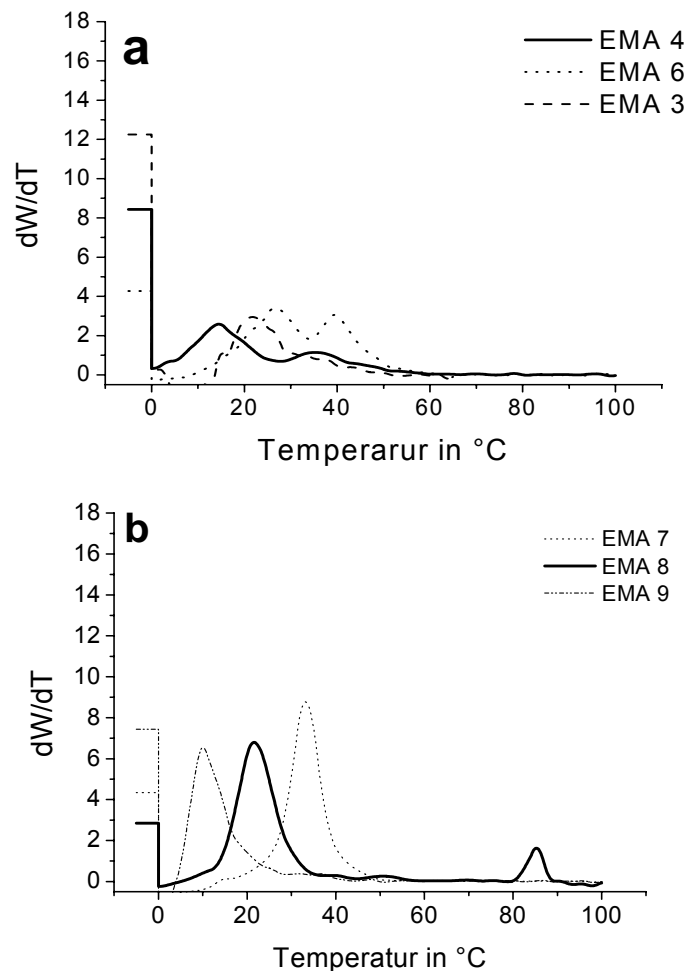 a
EMA 4
EMA 6
EMA 3
18
16
14
12
10
8
6
4
2
0
dW/dT
0 20 40 60 80 100
Temperarur in °C
b
EMA 7
EMA 8
EMA 9
18
16
14
12
10
8
6
4
2
0
dW/dT
0 20 40 60 80 100
Temperatur in °C